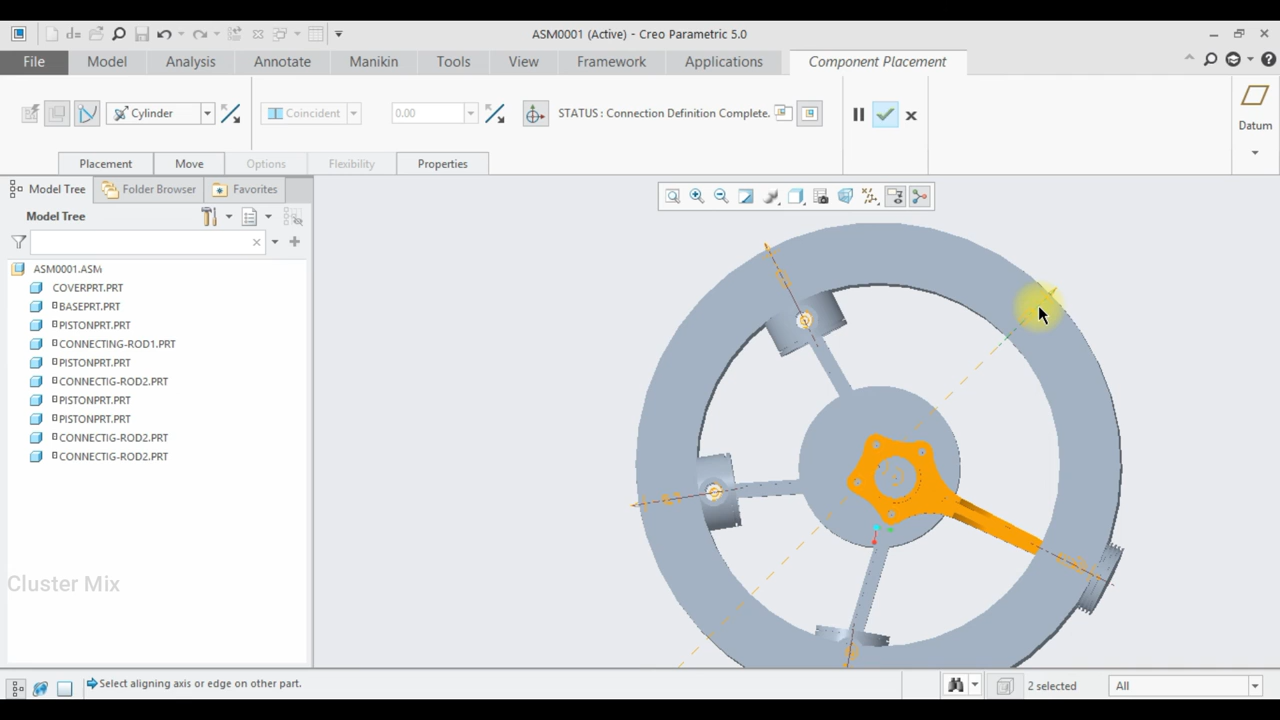 ASM0001 (Active) - Creo Parametric 5.0
File Model Analysis Annotate Manikin Tools View Framework Applications Component Placement
Cylinder Coincident 0.00 STATUS : Connection Definition Complete.
Datum
Placement Move Options Flexibility Properties
Model Tree Folder Browser Favorites
Model Tree
ASM0001.ASM
COVERPRT.PRT
BASEPRT.PRT
PISTONPRT.PRT
CONNECTING-ROD1.PRT
PISTONPRT.PRT
CONNECTIG-ROD2.PRT
PISTONPRT.PRT
PISTONPRT.PRT
CONNECTIG-ROD2.PRT
CONNECTIG-ROD2.PRT
Cluster Mix
Select aligning axis or edge on other part. 2 selected All